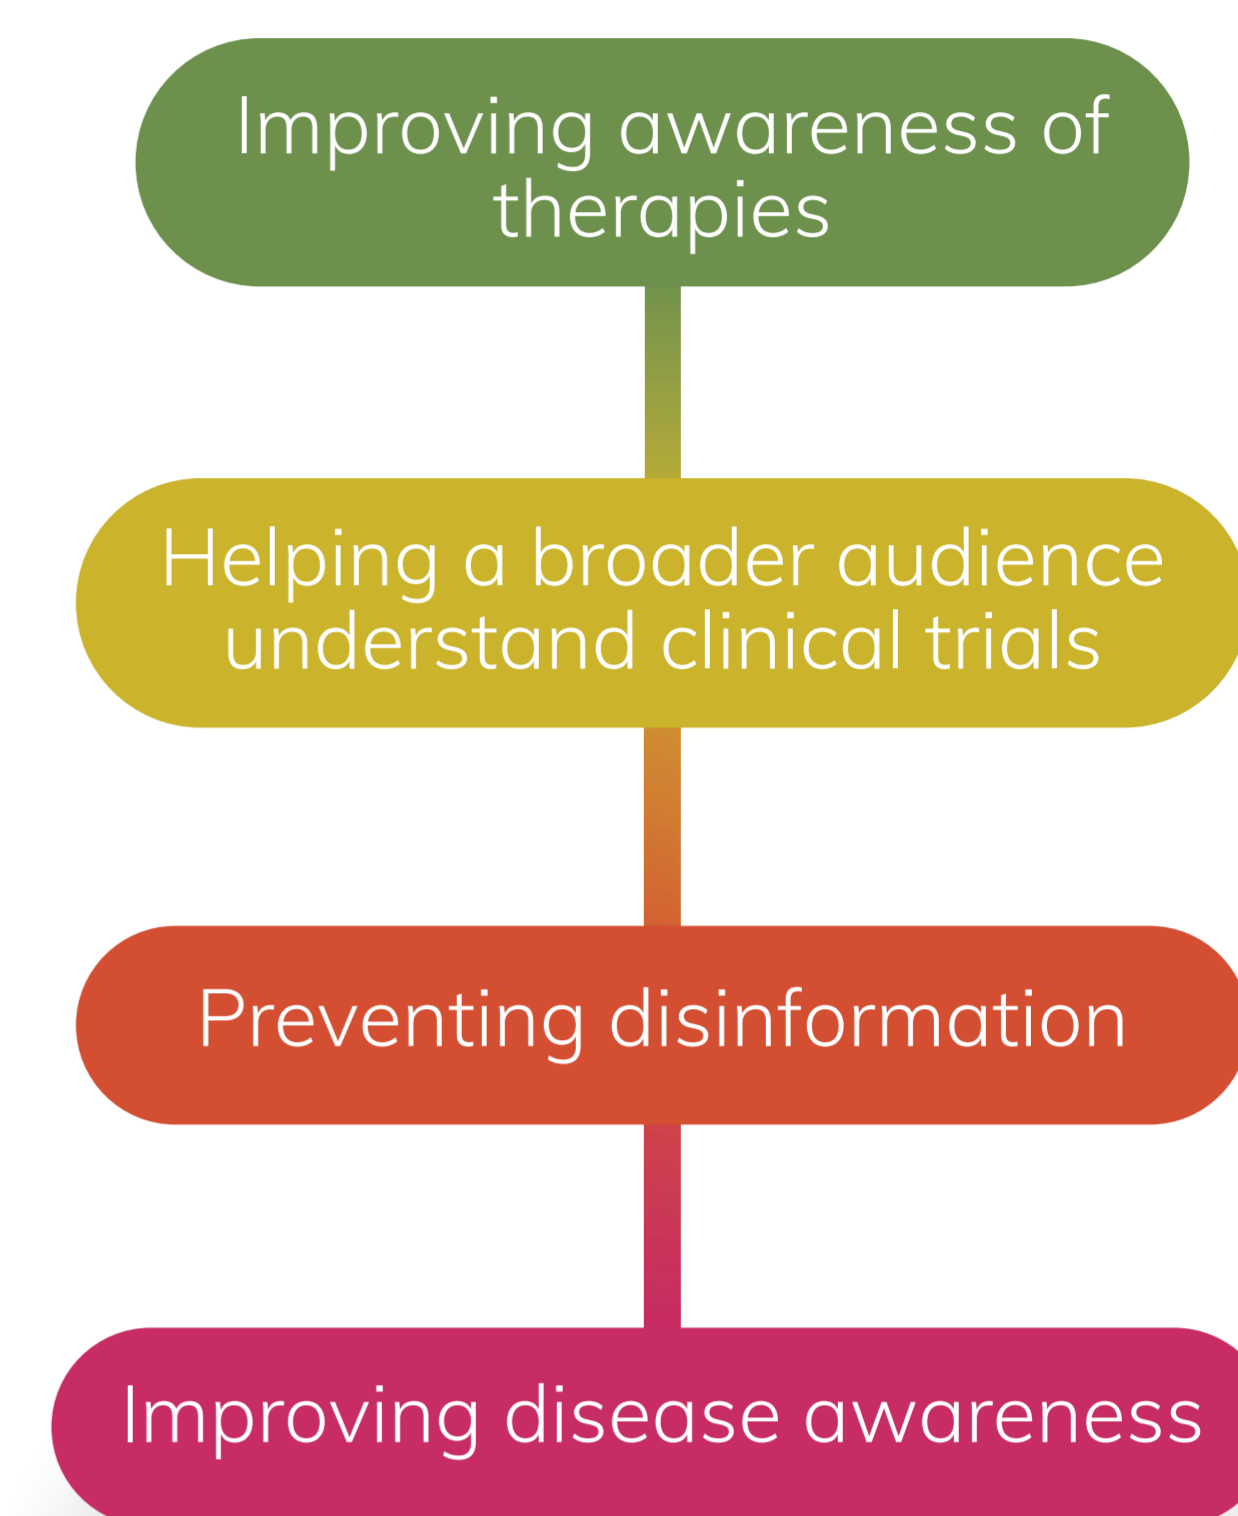 Improving awareness of
therapies
Helping a broader audience
understand clinical trials
Preventing disinformation
Improving disease awareness